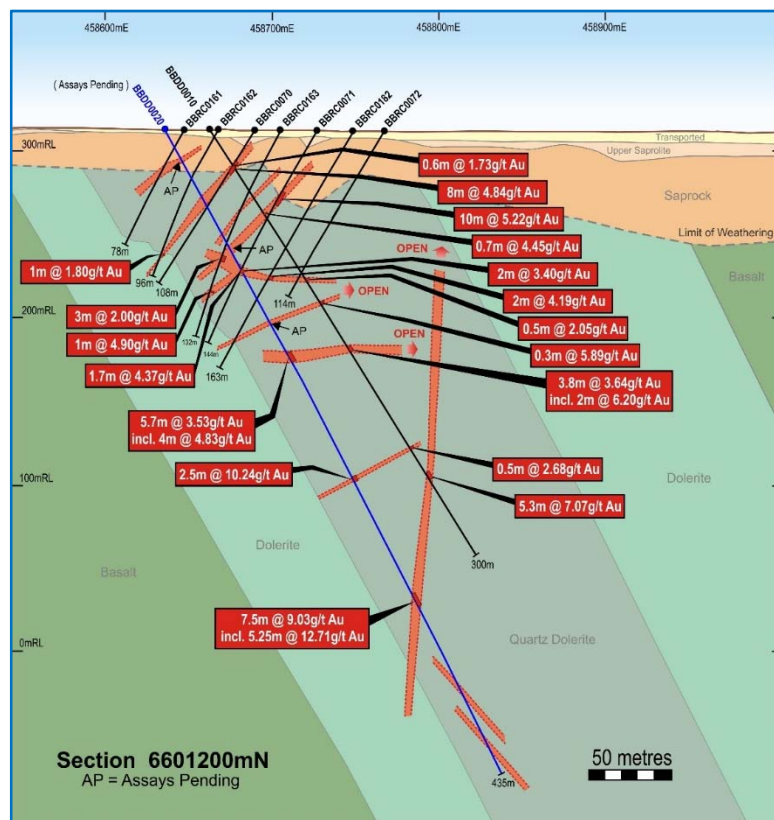 458600mE
458700mE
458800mE
458900mE
( Assays Pending )
BBDD0020
BBRC0161
BBDD0010
BBRC0162
BBRC0070
BBRC0163
BBRC0071
BBRC0182
BBRC0072
Transported
Upper Saprolite
300mRL
AP
0.6m @ 1.73g/t Au
8m @ 4.84g/t Au
Saprock
10m @ 5.22g/t Au
Limit of Weathering
78m
AP
0.7m @ 4.45g/t Au
OPEN
1m @ 1.80g/t Au
96m
108m
2m @ 3.40g/t Au
Basalt
OPEN
114m
2m @ 4.19g/t Au
3m @ 2.00g/t Au
200mRL
AP
0.5m @ 2.05g/t Au
OPEN
1m @ 4.90g/t Au
132m
144m
0.3m @ 5.89g/t Au
1.7m @ 4.37g/t Au
163m
3.8m @ 3.64g/t Au
incl. 2m @ 6.20g/t Au
5.7m @ 3.53g/t Au
incl. 4m @ 4.83g/t Au
2.5m @ 10.24g/t Au
0.5m @ 2.68g/t Au
100mRL
Dolerite
5.3m @ 7.07g/t Au
Dolerite
Basalt
300m
7.5m @ 9.03g/t Au
incl. 5.25m @ 12.71g/t Au
0mRL
Quartz Dolerite
Section 6601200mN
AP = Assays Pending
50 metres
435m